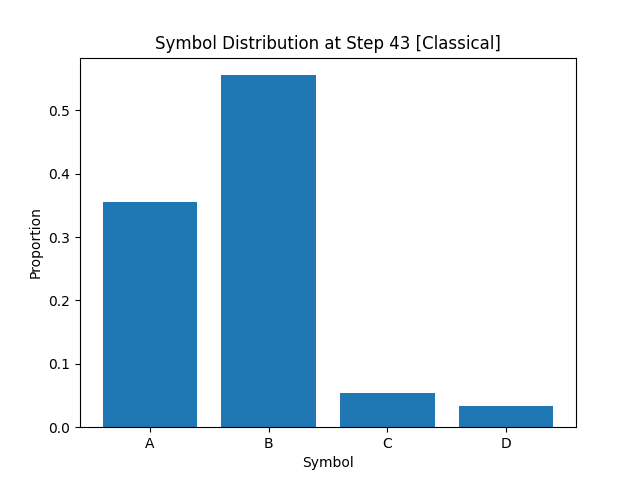 Symbol Distribution at Step 43 [Classical]
Proportion
0.5
0.4
0.3
0.2
0.1
0.0
A B C D
Symbol